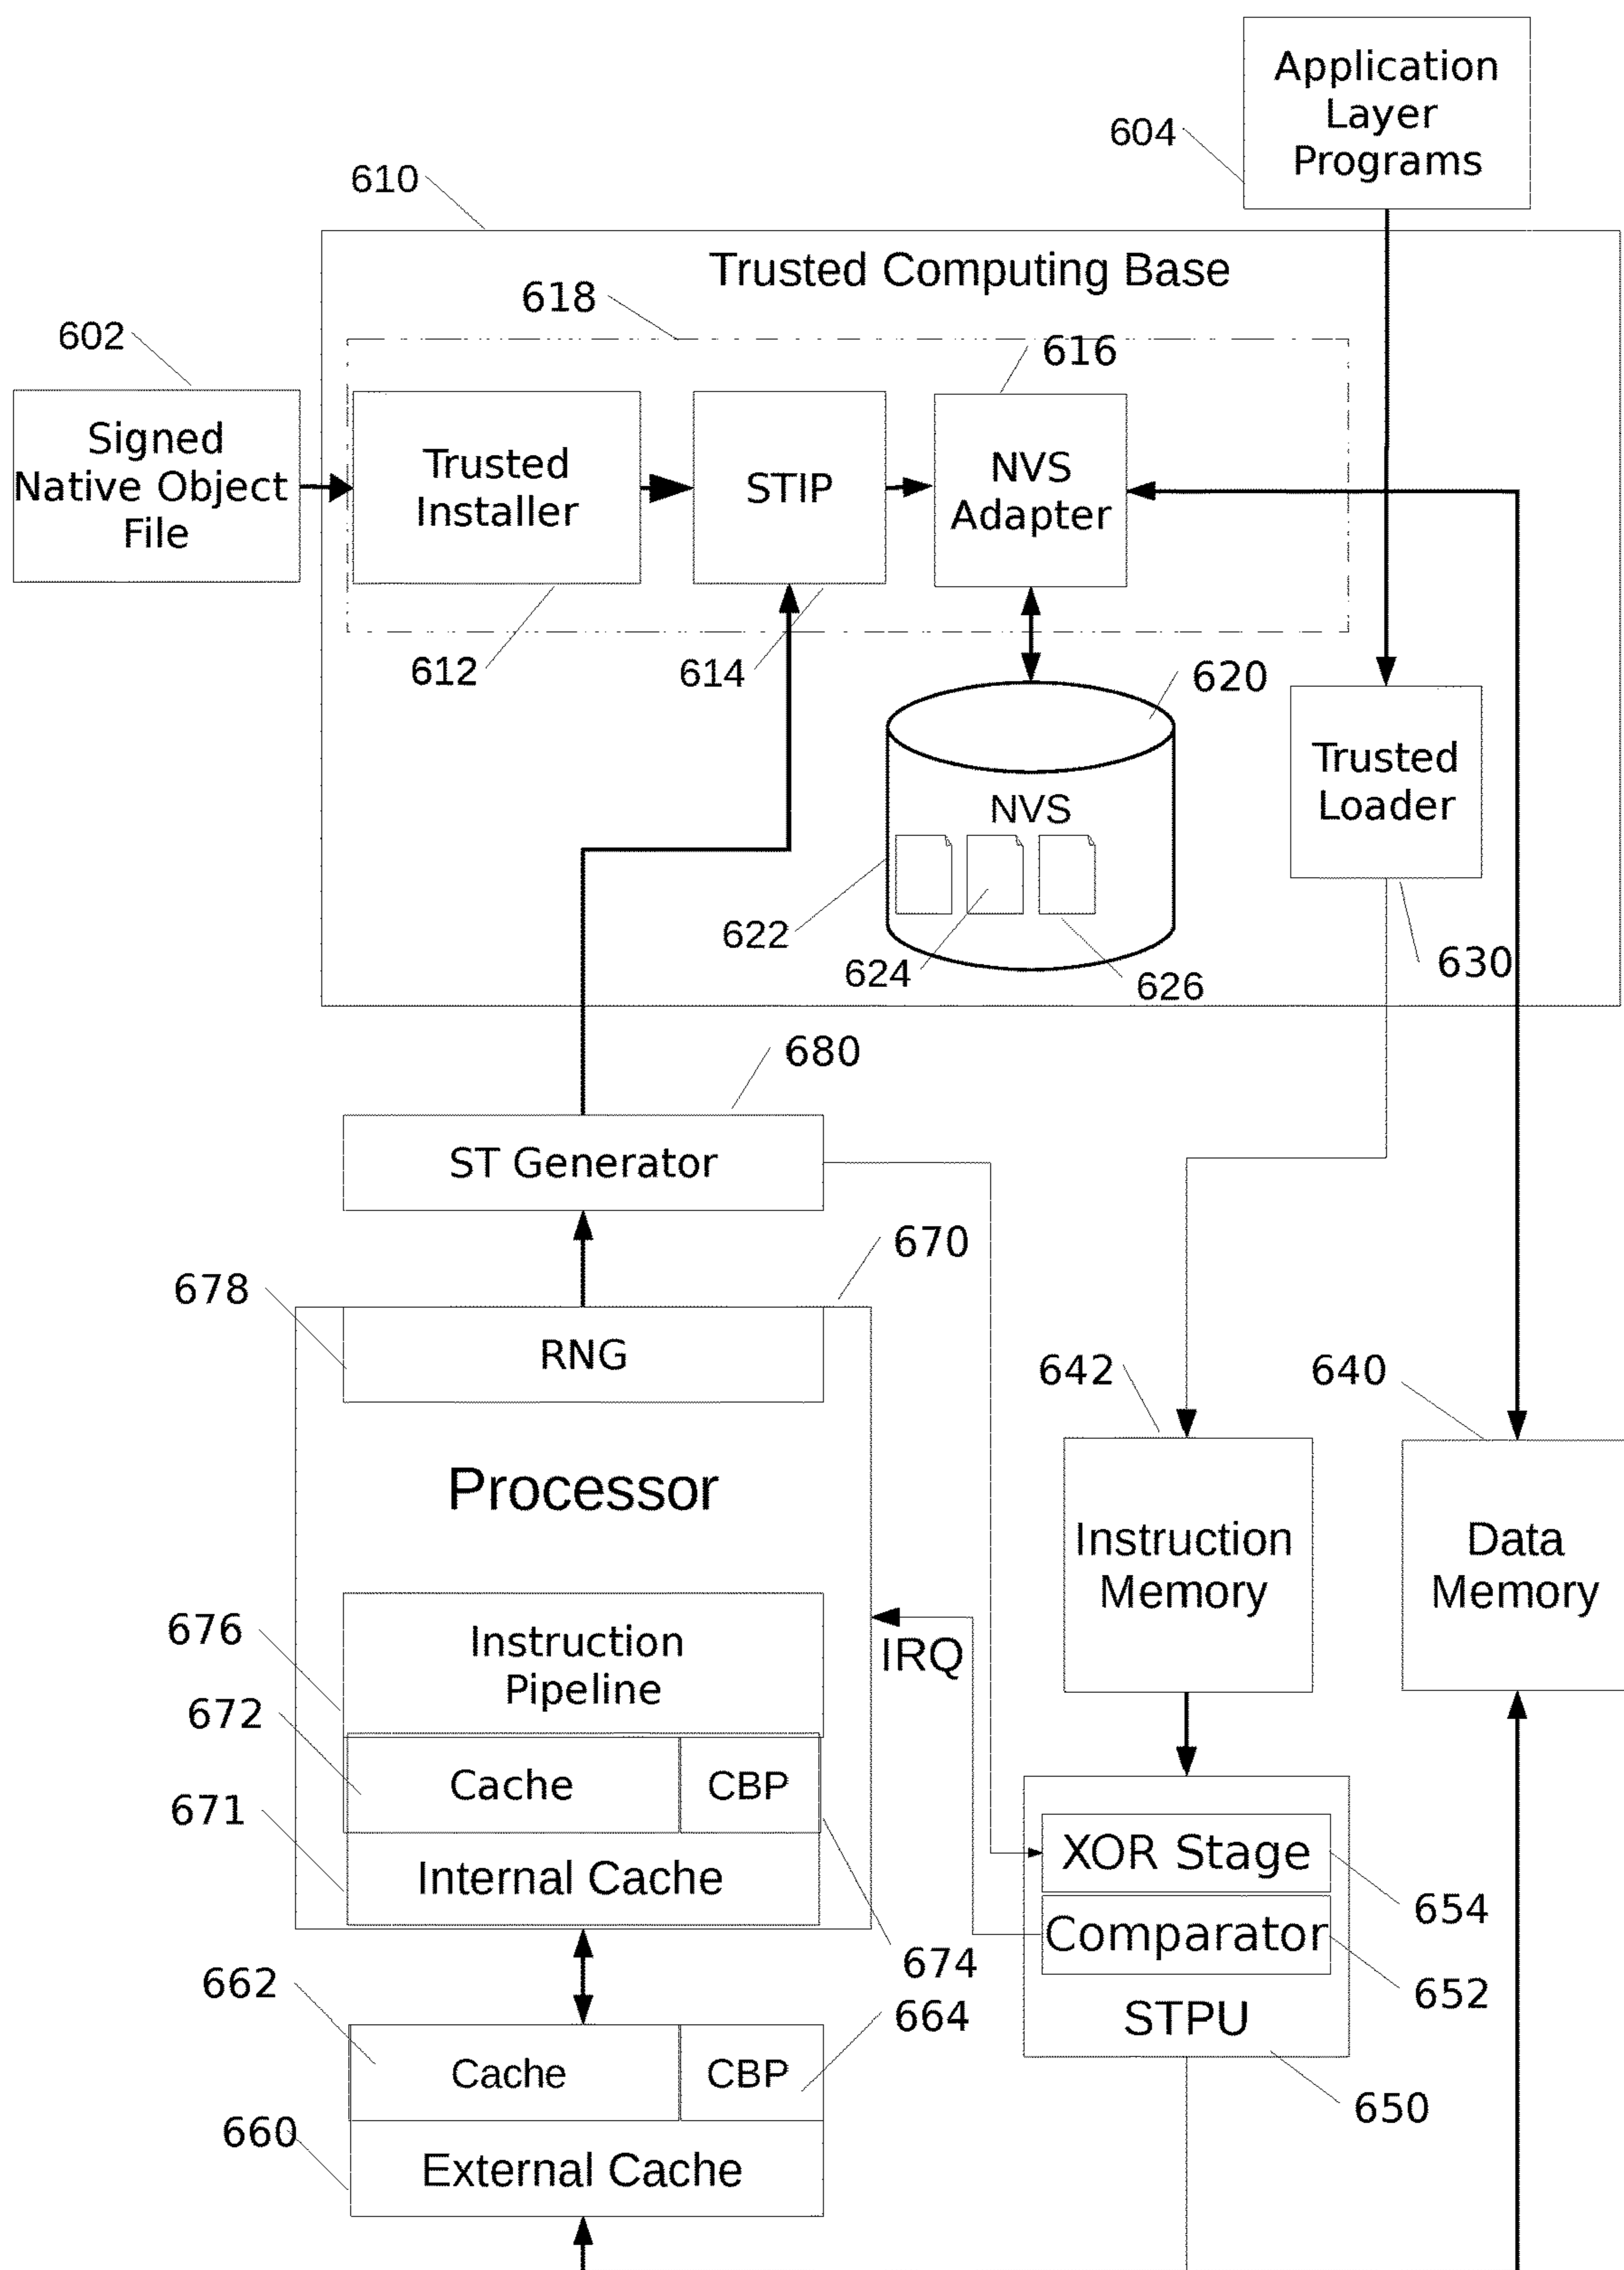 Application
Layer
Programs
604
610
Trusted Computing Base
618
616
602
Signed
Native Object
File
Trusted
Installer
STIP
NVS
Adapter
612
614
620
NVS
Trusted
Loader
622
624
626
630
680
ST Generator
670
678
RNG
642
640
Processor
Instruction
Memory
Data
Memory
676
Instruction
Pipeline
IRQ
672
Cache
CBP
671
Internal Cache
XOR Stage
654
Comparator
674
652
662
664
STPU
Cache
CBP
650
660
External Cache